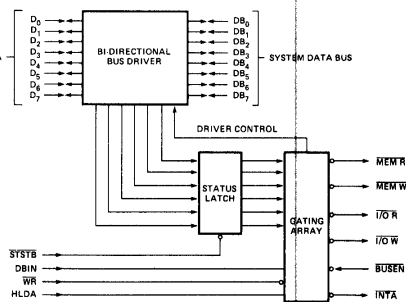 D0 DB0
D1 DB1
D2 DB2
D3 BI-DIRECTIONAL DB3 SYSTEM DATA BUS
D4 BUS DRIVER DB4
D5 DB5
D6 DB6
D7 DB7
DRIVER CONTROL
MEM R
STATUS LATCH
MEM W
GATING ARRAY
I/O R
I/O W
STSTB
DBIN BUSEN
WR
HLDA INTA